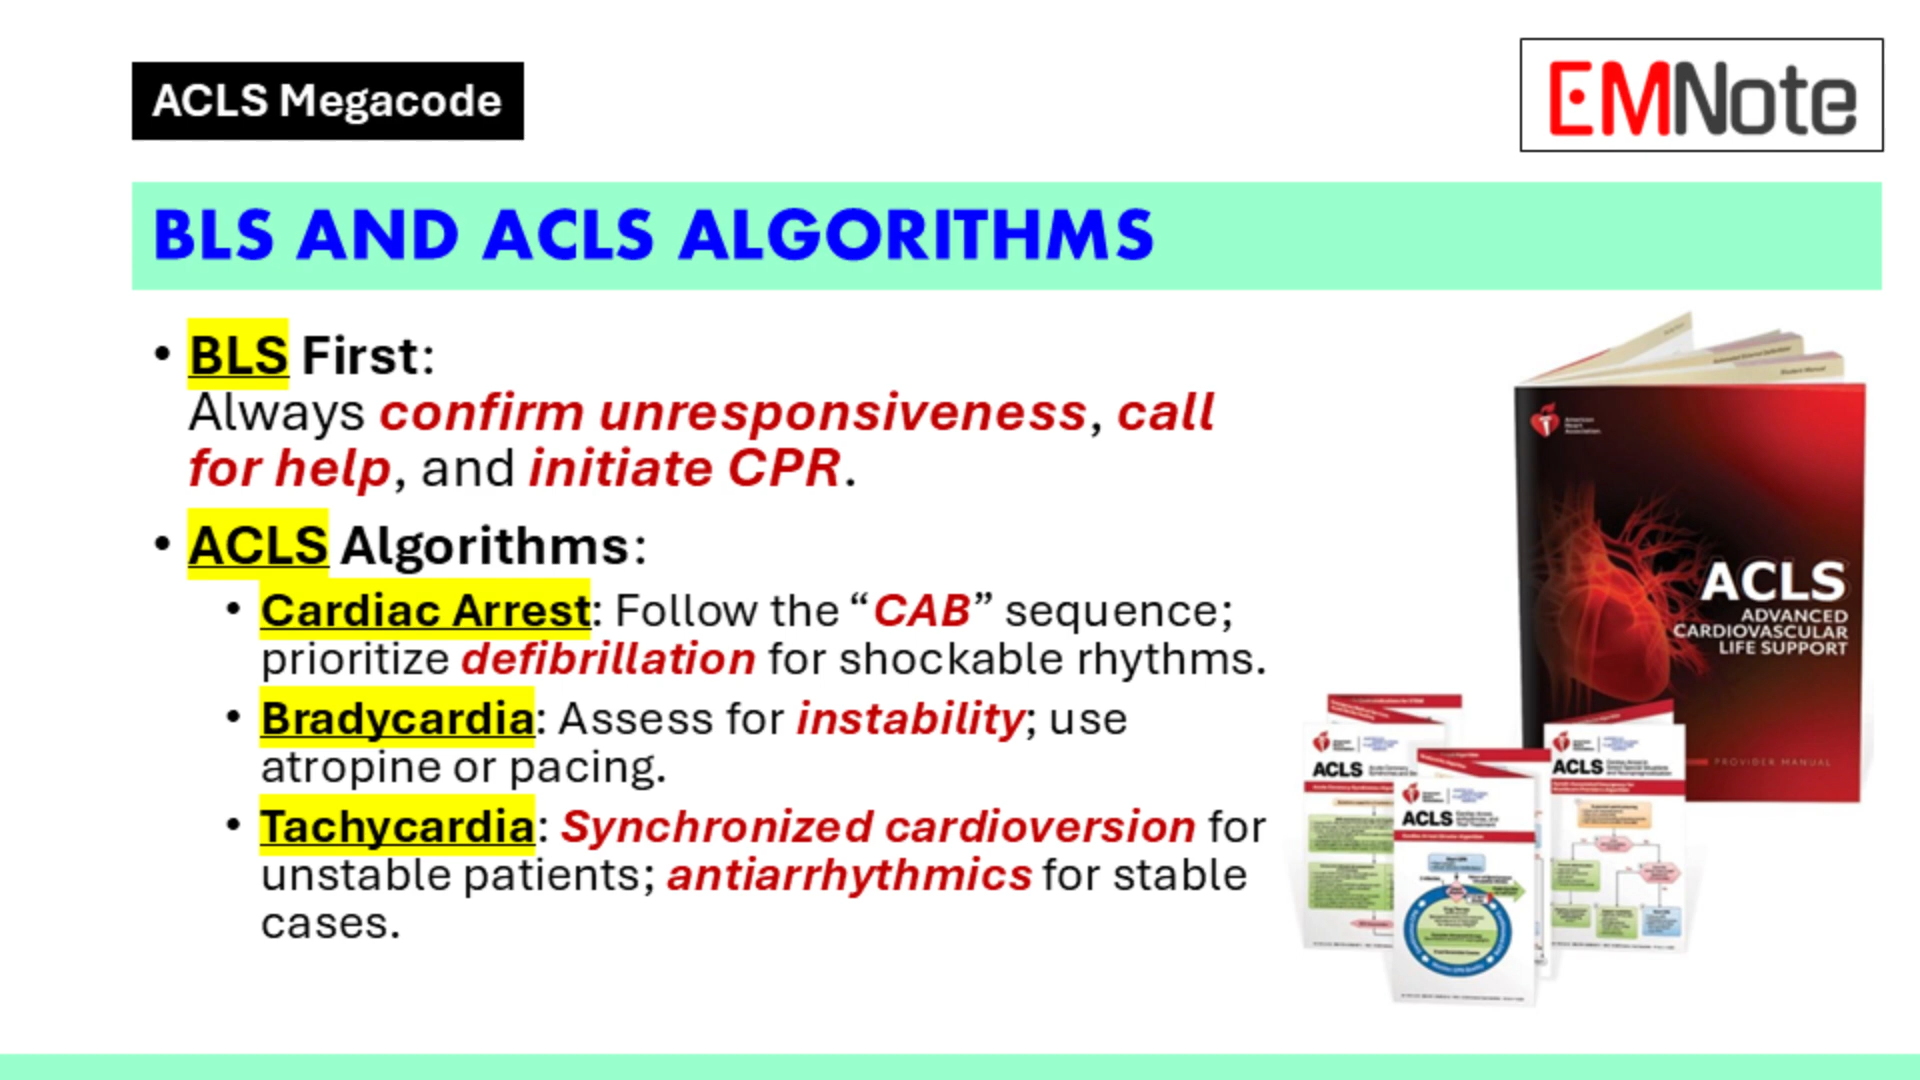 ACLS Megacode
EMNote
BLS AND ACLS ALGORITHMS
• BLS First:
Always confirm unresponsiveness, call
for help, and initiate CPR.
• ACLS Algorithms:
• Cardiac Arrest: Follow the “CAB” sequence;
prioritize defibrillation for shockable rhythms.
• Bradycardia: Assess for instability; use
atropine or pacing.
• Tachycardia: Synchronized cardioversion for
unstable patients; antiarrhythmics for stable
cases.
American
Heart
Association
ACLS
ADVANCED
CARDIOVASCULAR
LIFE SUPPORT
PROVIDER MANUAL
ACLS
ACLS
ACLS